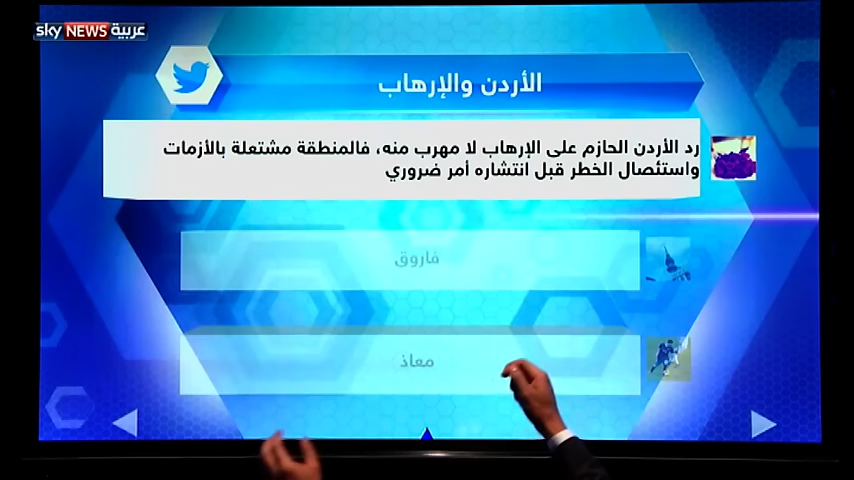 sky NEWS عربية
الأردن والإرهاب
رد الأردن الحازم على الإرهاب لا مهرب منه، فالمنطقة مشتعلة بالأزمات
واستئصال الخطر قبل انتشاره أمر ضروري
فاروق
معاذ